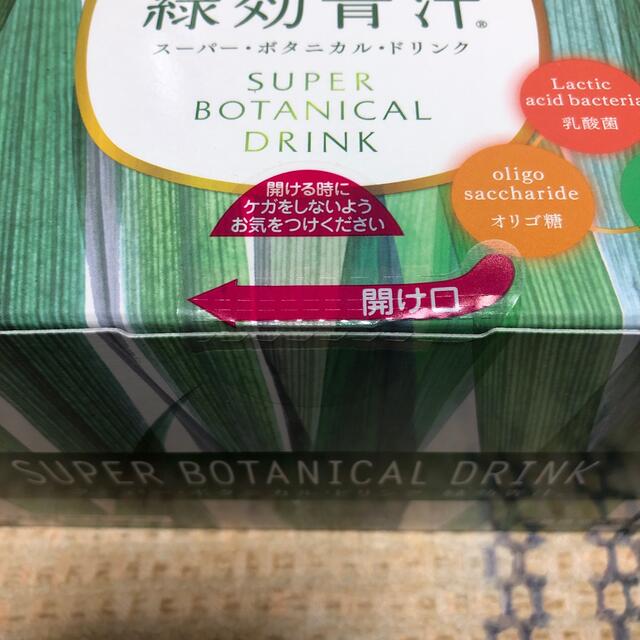 緑効青汁®
スーパー・ボタニカル・ドリンク
SUPER
BOTANICAL
DRINK
Lactic
acid bacteria
乳酸菌
oligo
saccharide
オリゴ糖
開ける時に
ケガをしないよう
お気をつけください
開け口
SUPER BOTANICAL DRINK